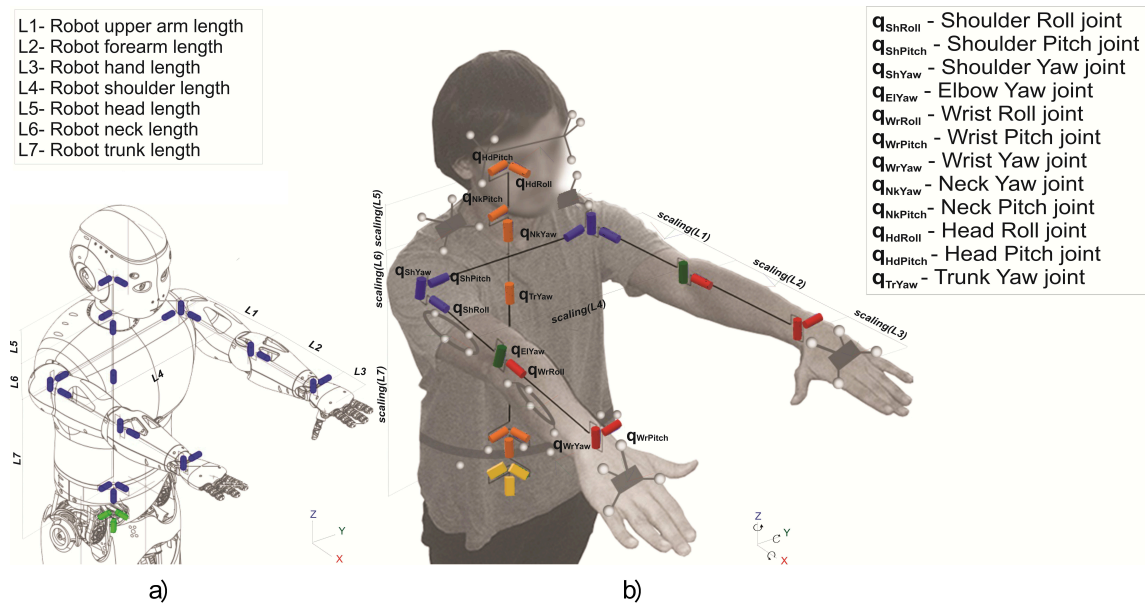 L1- Robot upper arm length
L2- Robot forearm length
L3- Robot hand length
L4- Robot shoulder length
L5- Robot head length
L6- Robot neck length
L7- Robot trunk length
qShRoll - Shoulder Roll joint
qShPitch - Shoulder Pitch joint
qShYaw - Shoulder Yaw joint
qElYaw - Elbow Yaw joint
qWrRoll - Wrist Roll joint
qWrPitch - Wrist Pitch joint
qWrYaw - Wrist Yaw joint
qNkYaw - Neck Yaw joint
qNkPitch- Neck Pitch joint
qHdRoll - Head Roll joint
qHdPitch - Head Pitch joint
qTrYaw - Trunk Yaw joint
L1
L2
L3
L4
L5
L6
L7
Z
Y
X
a)
qHdPitch
qHdRoll
qNkPitch
qNkYaw
qShYaw
qShPitch
qTrYaw
qShRoll
qElYaw
qWrRoll
qWrYaw
qWrPitch
scaling(L5)
scaling(L6)
scaling(L7)
scaling(L1)
scaling(L2)
scaling(L3)
scaling(L4)
Z
Y
X
b)